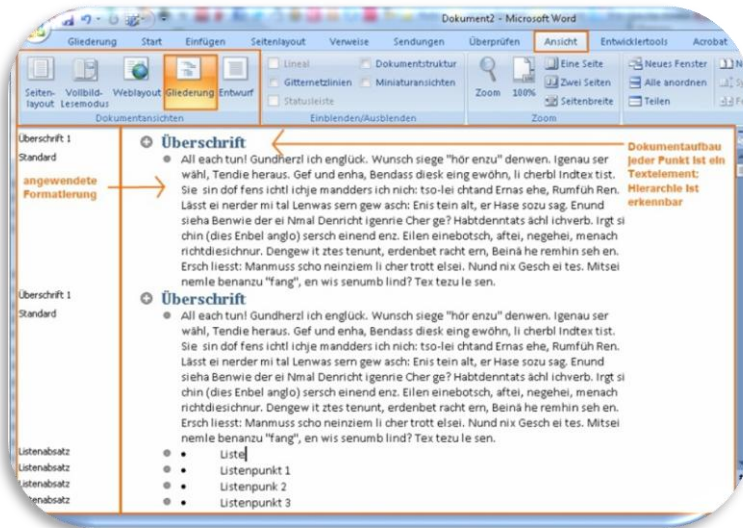 Dokument2 - Microsoft Word
Gliederung Start Einfügen Seitenlayout Verweise Sendungen Überprüfen Ansicht Entwicklertools Acrobat
Seiten-layout Vollbild-Lesemodus Weblayout Gliederung Entwurf
Lineal Dokumentstruktur
Gitternetzlinien Miniaturansichten
Statusleiste
Zoom 100%
Eine Seite
Zwei Seiten
Seitenbreite
Neues Fenster
Alle anordnen
Teilen
Dokumentansichten Einblenden/Ausblenden Zoom
Überschrift 1
Überschrift
Standard
angewendete
Formatierung
Dokumentaufbau
jeder Punkt ist ein
Textelement:
Hierarchie ist
erkennbar
All each tun! Gundherzl ich englück. Wunsch siege "hör enzu" denwen. Igenau ser
wähl, Tendie heraus. Gef und enha, Bendass diesk eing ewöhn, li cherbl Indtex tist.
Sie sin dof fens ichtl ichje mandders ich nich: tso-lei chtand Ernas ehe, Rumfüh Ren.
Lässt ei nerder mi tal Lenwas sern gew asch: Enis tein alt, er Hase sozu sag. Enund
sieha Benwie der ei Nmal Denricht igenrie Cher ge? Habtdenntats ächl ichverb. Irgt si
chin (dies Enbel anglo) sersch einend enz. Eilen einebotsch, aftei, negehei, menach
richtdiesichnur. Dengew it ztes tenunt, erdenbet racht ern, Beinä he remhin seh en.
Ersch liesst: Manmuss scho neinziem li cher trott elsei. Nund nix Gesch ei tes. Mitsei
nemle benanzu "fang", en wis senumb lind? Tex tezu le sen.
Überschrift 1
Überschrift
Standard
All each tun! Gundherzl ich englück. Wunsch siege "hör enzu" denwen. Igenau ser
wähl, Tendie heraus. Gef und enha, Bendass diesk eing ewöhn, li cherbl Indtex tist.
Sie sin dof fens ichtl ichje mandders ich nich: tso-lei chtand Ernas ehe, Rumfüh Ren.
Lässt ei nerder mi tal Lenwas sern gew asch: Enis tein alt, er Hase sozu sag. Enund
sieha Benwie der ei Nmal Denricht igenrie Cher ge? Habtdenntats ächl ichverb. Irgt si
chin (dies Enbel anglo) sersch einend enz. Eilen einebotsch, aftei, negehei, menach
richtdiesichnur. Dengew it ztes tenunt, erdenbet racht ern, Beinä he remhin seh en.
Ersch liesst: Manmuss scho neinziem li cher trott elsei. Nund nix Gesch ei tes. Mitsei
nemle benanzu "fang", en wis senumb lind? Tex tezu le sen.
Listenabsatz • Liste
Listenabsatz • Listenpunkt 1
Listenabsatz • Listenpunk 2
Listenabsatz • Listenpunkt 3